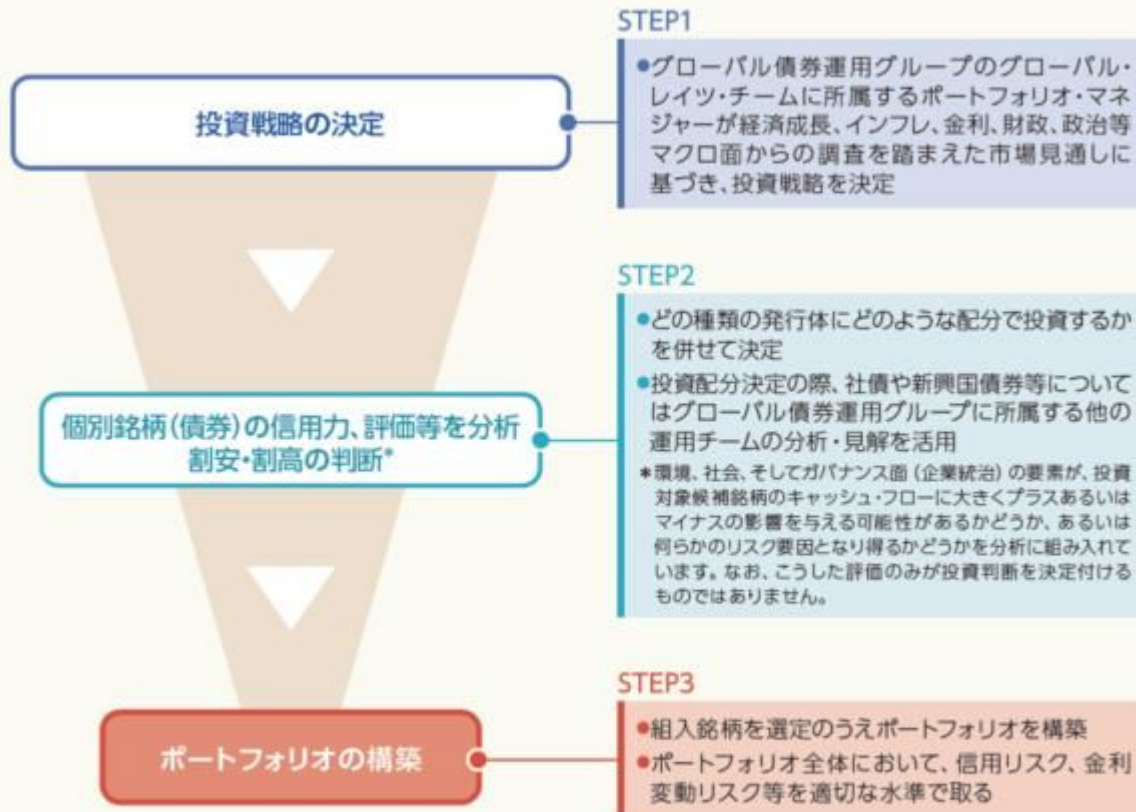 投資戦略の決定
STEP1
●グローバル債券運用グループのグローバル・
レイツ・チームに所属するポートフォリオ・マネ
ジャーが経済成長、インフレ、金利、財政、政治等
マクロ面からの調査を踏まえた市場見通しに
基づき、投資戦略を決定
個別銘柄(債券)の信用力、評価等を分析
割安・割高の判断*
STEP2
●どの種類の発行体にどのような配分で投資するか
を併せて決定
●投資配分決定の際、社債や新興国債券等について
はグローバル債券運用グループに所属する他の
運用チームの分析・見解を活用
*環境、社会、そしてガバナンス面(企業統治)の要素が、投資
対象候補銘柄のキャッシュ・フローに大きくプラスあるいは
マイナスの影響を与える可能性があるかどうか、あるいは
何らかのリスク要因となり得るかどうかを分析に組み入れて
います。なお、こうした評価のみが投資判断を決定付ける
ものではありません。
ポートフォリオの構築
STEP3
●組入銘柄を選定のうえポートフォリオを構築
●ポートフォリオ全体において、信用リスク、金利
変動リスク等を適切な水準で取る